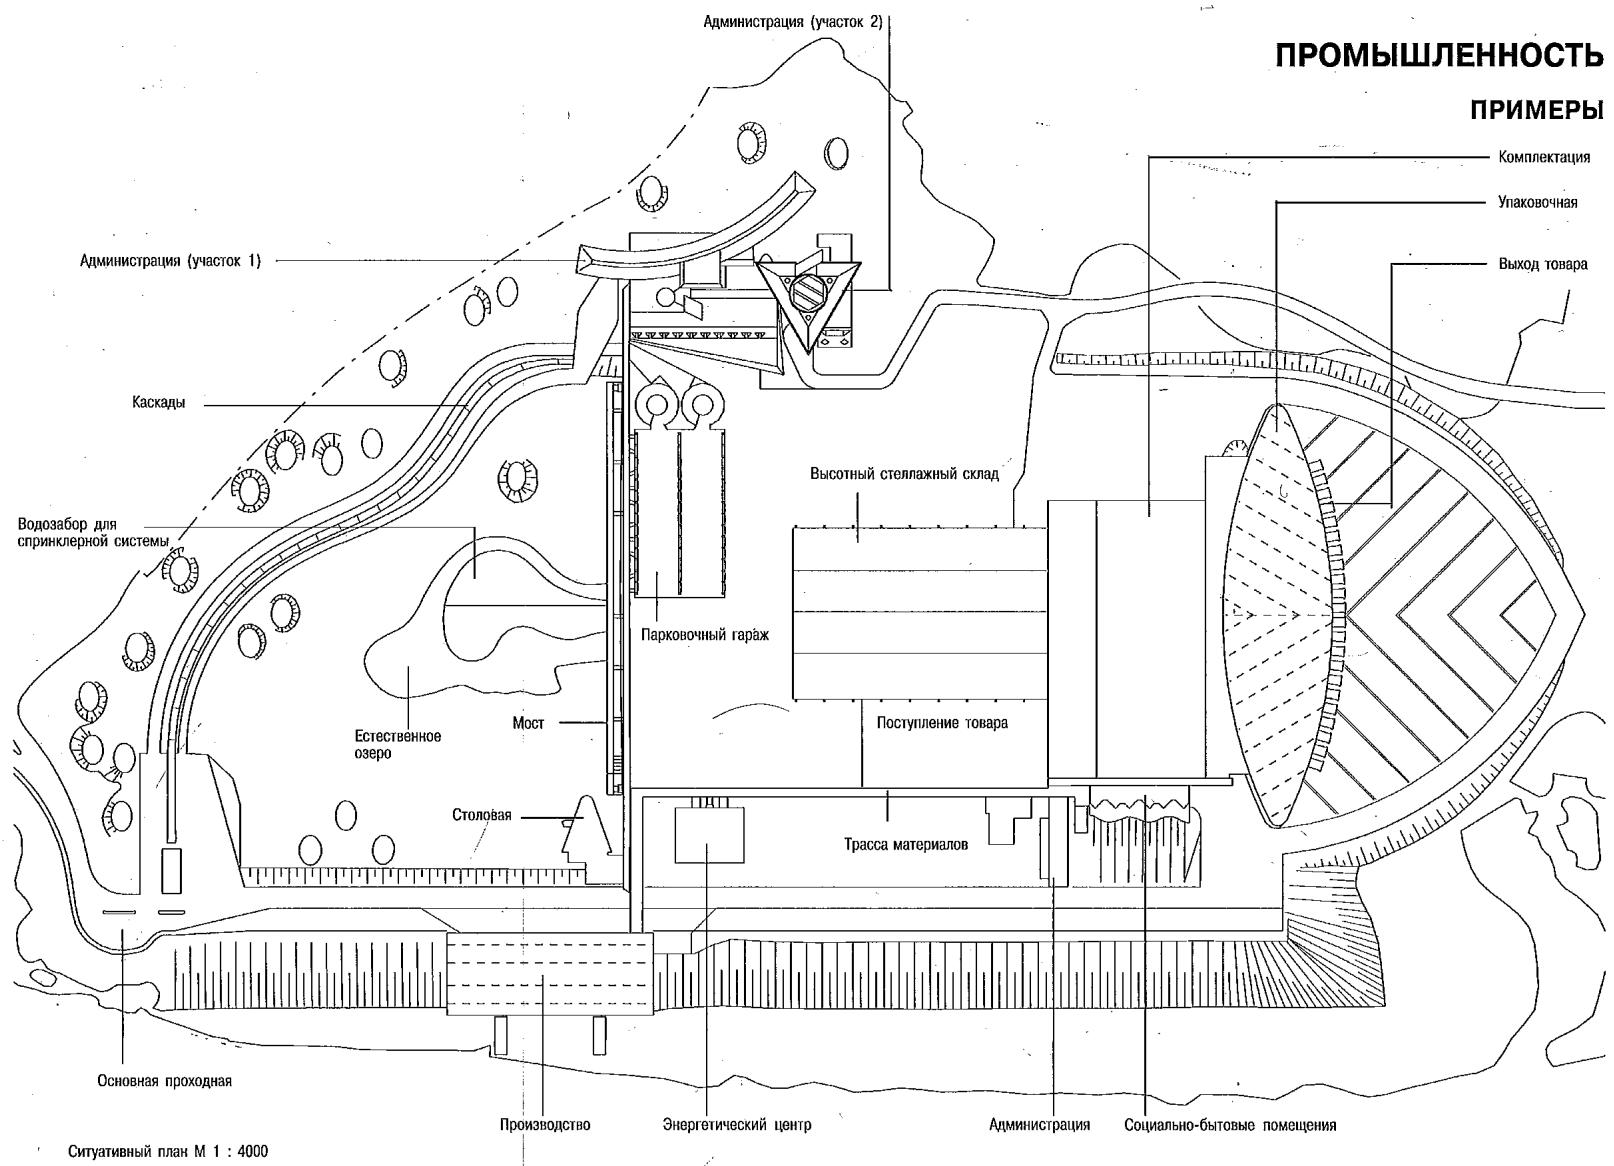 Администрация (участок 2)
ПРОМЫШЛЕННОСТЬ
ПРИМЕРЫ
Комплектация
Упаковочная
Администрация (участок 1)
Выход товара
Каскады
Высотный стеллажный склад
Водозабор для
спринклерной системы
Парковочный гараж
Мост
Поступление товара
Естественное
озеро
Столовая
Трасса материалов
Основная проходная
Производство
Энергетический центр
Администрация
Социально-бытовые помещения
Ситуативный план М 1 : 4000